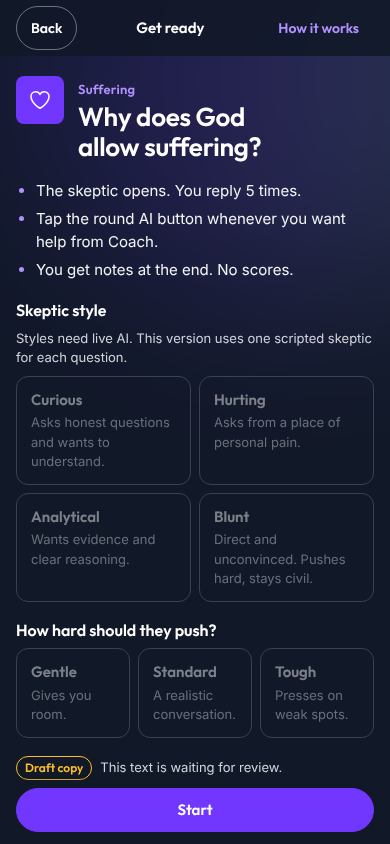 Back
Get ready
How it works
Suffering
Why does God
allow suffering?
The skeptic opens. You reply 5 times.
Tap the round AI button whenever you want
help from Coach.
You get notes at the end. No scores.
Skeptic style
Styles need live AI. This version uses one scripted skeptic
for each question.
Curious
Asks honest questions
and wants to
understand.
Hurting
Asks from a place of
personal pain.
Analytical
Wants evidence and
clear reasoning.
Blunt
Direct and
unconvinced. Pushes
hard, stays civil.
How hard should they push?
Gentle
Gives you
room.
Standard
A realistic
conversation.
Tough
Presses on
weak spots.
Draft copy
This text is waiting for review.
Start